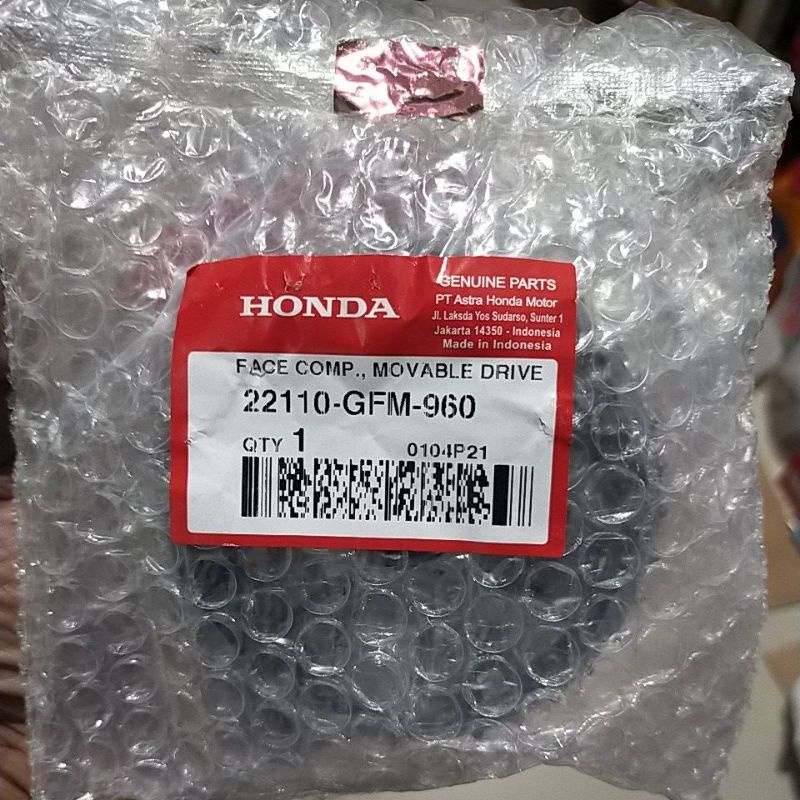 HONDA
GENUINE PARTS
PT Astra Honda Motor
Jl. Laksda Yos Sudarso, Sunter 1
Jakarta 14350 - Indonesia
Made in Indonesia
FACE COMP., MOVABLE DRIVE
22110-GFM-960
QTY 1 0104P21